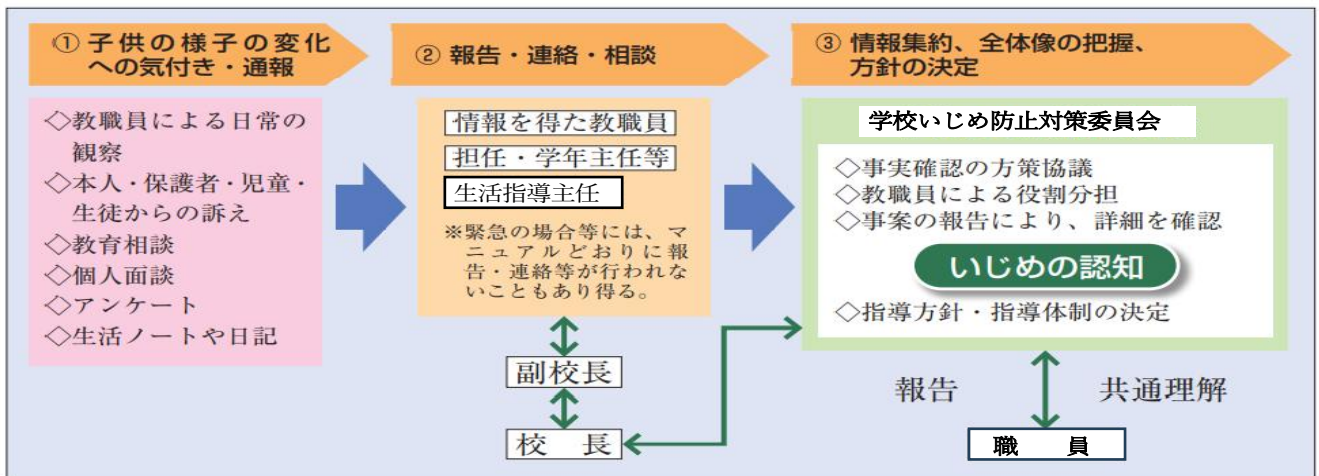 ① 子供の様子の変化
への気付き・通報
◇教職員による日常の
観察
◇本人・保護者・児童・
生徒からの訴え
◇教育相談
◇個人面談
◇アンケート
◇生活ノートや日記
② 報告・連絡・相談
情報を得た教職員
担任・学年主任等
生活指導主任
※緊急の場合等には、マ
ニュアルどおりに報
告・連絡等が行われな
いこともあり得る。
副校長
校 長
③ 情報集約、全体像の把握、
方針の決定
学校いじめ防止対策委員会
◇事実確認の方策協議
◇教職員による役割分担
◇事案の報告により、詳細を確認
いじめの認知
◇指導方針・指導体制の決定
報告 共通理解
職 員